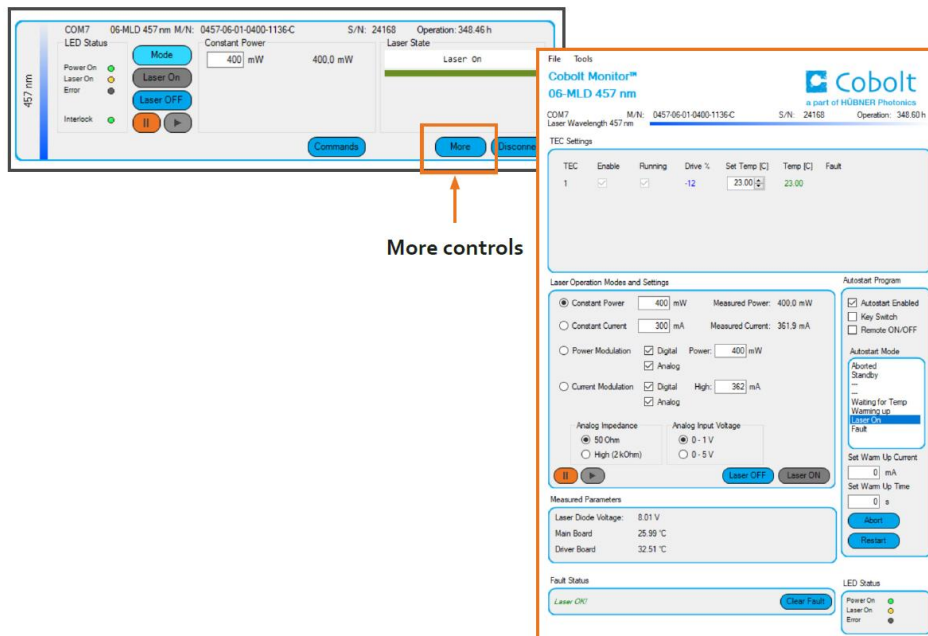 COM7 06-MLD 457 nm M/N: 0457-06-01-0400-1136-C S/N: 24168 Operation: 348.46 h
LED Status Constant Power Laser State
Mode 400 mW 400.0 mW Laser On
Power On
Laser On Laser On
Error
Laser OFF
Interlock
457 nm
Commands More Disconne
More controls
File Tools
Cobolt Monitor™
06-MLD 457 nm
Cobolt
a part of HÜBNER Photonics
COM7 M/N: 0457-06-01-0400-1136-C S/N: 24168 Operation: 348.60 h
Laser Wavelength 457 nm
TEC Settings
TEC Enable Running Drive % Set Temp [C] Temp [C] Fault
1 -12 23.00 23.00
Laser Operation Modes and Settings
Constant Power 400 mW Measured Power: 400.0 mW
Constant Current 300 mA Measured Current: 361.9 mA
Power Modulation Digital Power: 400 mW
Analog
Current Modulation Digital High: 362 mA
Analog
Analog Impedance Analog Input Voltage
50 Ohm 0 - 1 V
High (2 kOhm) 0 - 5 V
Laser OFF Laser ON
Autostart Program
Autostart Enabled
Key Switch
Remote ON/OFF
Autostart Mode
Aborted
Standby
---
---
Waiting for Temp
Warming up
Laser On
Fault
Set Warm Up Current
0 mA
Set Warm Up Time
0 s
Abort
Restart
Measured Parameters
Laser Diode Voltage: 8.01 V
Main Board 25.99 °C
Driver Board 32.51 °C
Fault Status
Laser OK! Clear Fault
LED Status
Power On
Laser On
Error